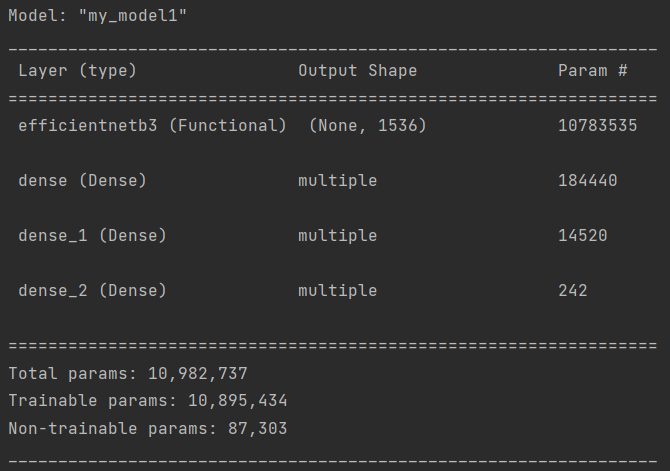 Model: "my_model1"
_________________________________________________________________
Layer (type)                Output Shape              Param #
=================================================================
efficientnetb3 (Functional)  (None, 1536)             10783535
dense (Dense)               multiple                  184440
dense_1 (Dense)             multiple                  14520
dense_2 (Dense)             multiple                  242
=================================================================
Total params: 10,982,737
Trainable params: 10,895,434
Non-trainable params: 87,303
_________________________________________________________________